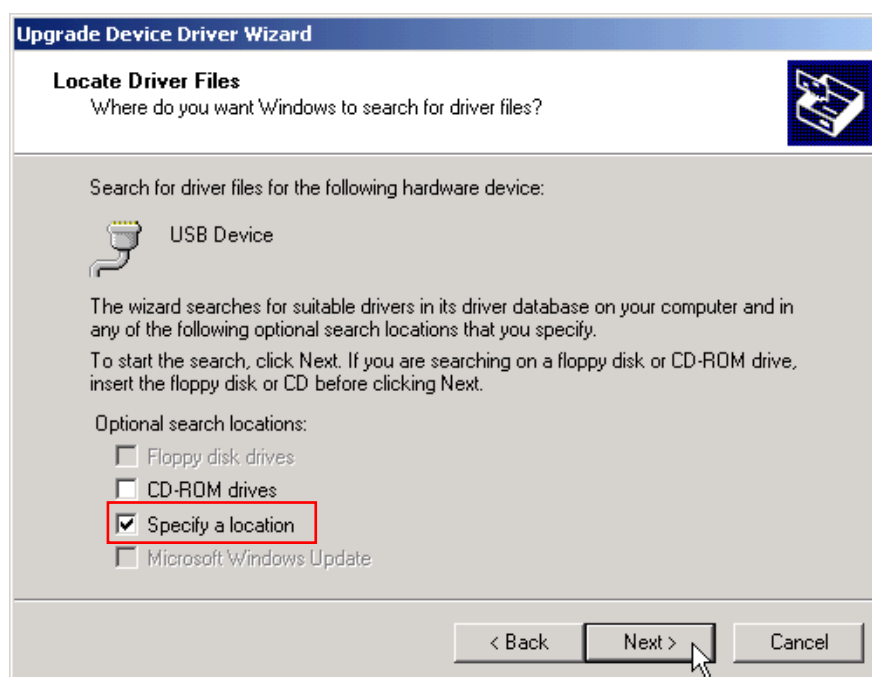 Upgrade Device Driver Wizard
Locate Driver Files
Where do you want Windows to search for driver files?
Search for driver files for the following hardware device:
USB Device
The wizard searches for suitable drivers in its driver database on your computer and in
any of the following optional search locations that you specify.
To start the search, click Next. If you are searching on a floppy disk or CD-ROM drive,
insert the floppy disk or CD before clicking Next.
Optional search locations:
Floppy disk drives
CD-ROM drives
Specify a location
Microsoft Windows Update
< Back Next > Cancel